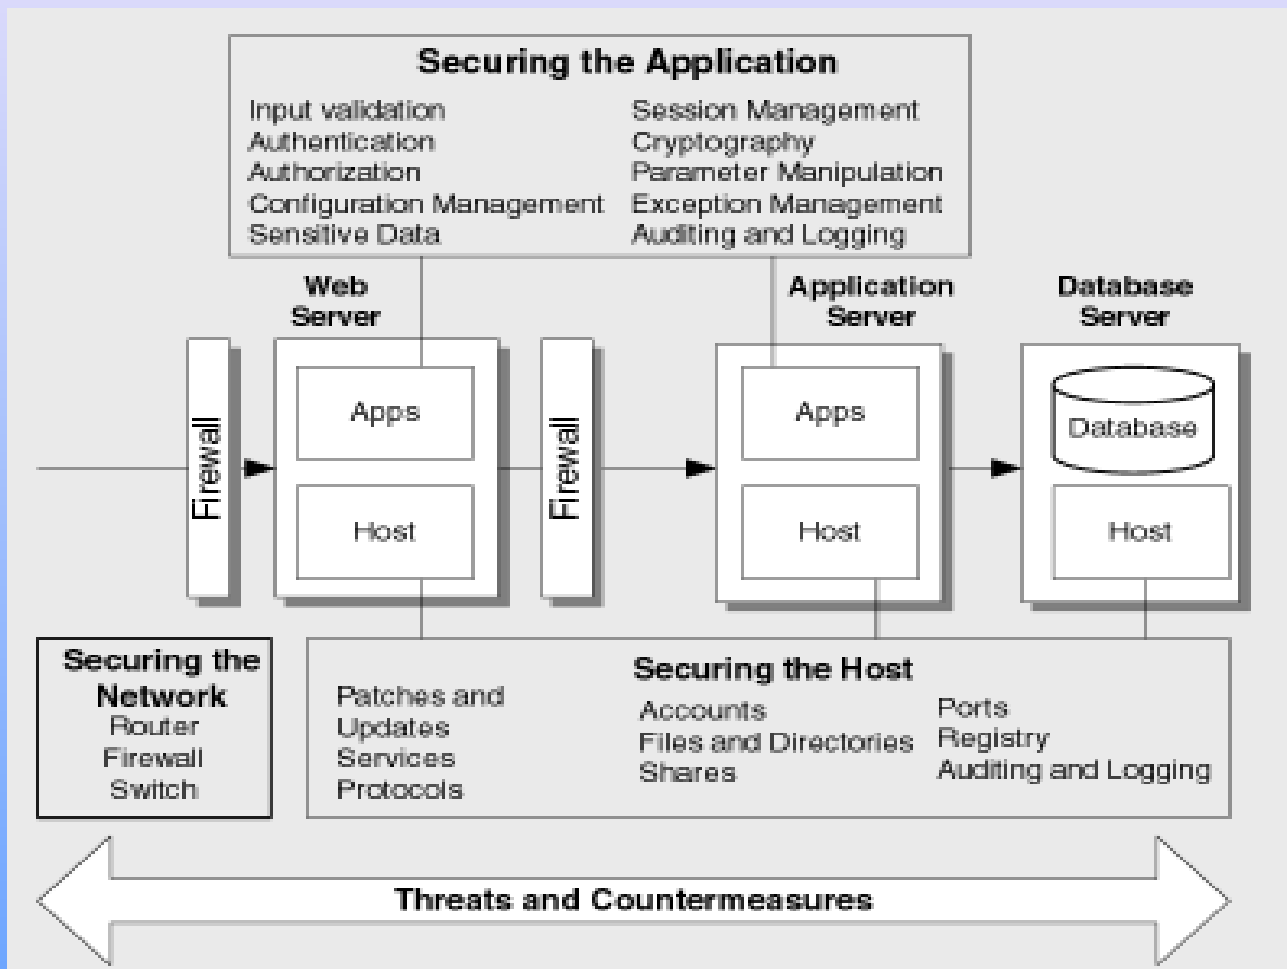 Securing the Application
Input validation
Authentication
Authorization
Configuration Management
Sensitive Data
Session Management
Cryptography
Parameter Manipulation
Exception Management
Auditing and Logging
Web
Server
Application
Server
Database
Server
Firewall
Apps
Host
Firewall
Apps
Host
Database
Host
Securing the
Network
Router
Firewall
Switch
Securing the Host
Patches and
Updates
Services
Protocols
Accounts
Files and Directories
Shares
Ports
Registry
Auditing and Logging
Threats and Countermeasures